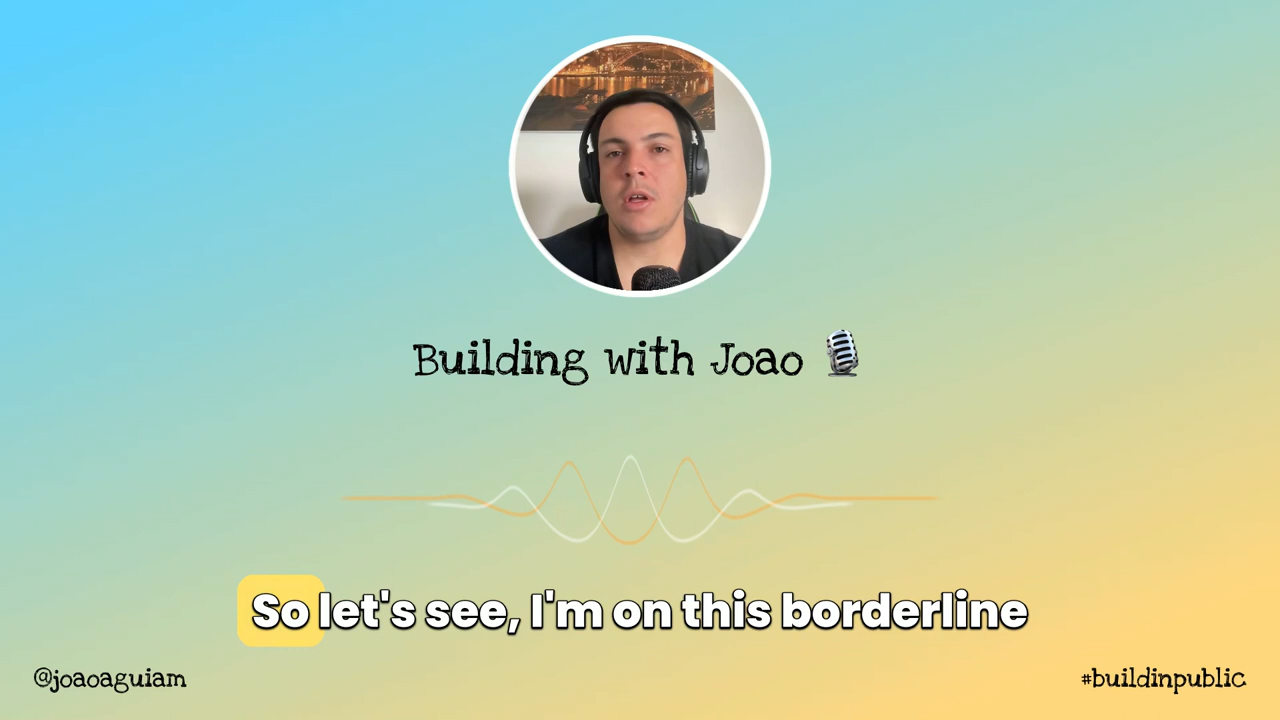 Building with Joao
So let's see, I'm on this borderline
@joaoaguiam
#buildinpublic